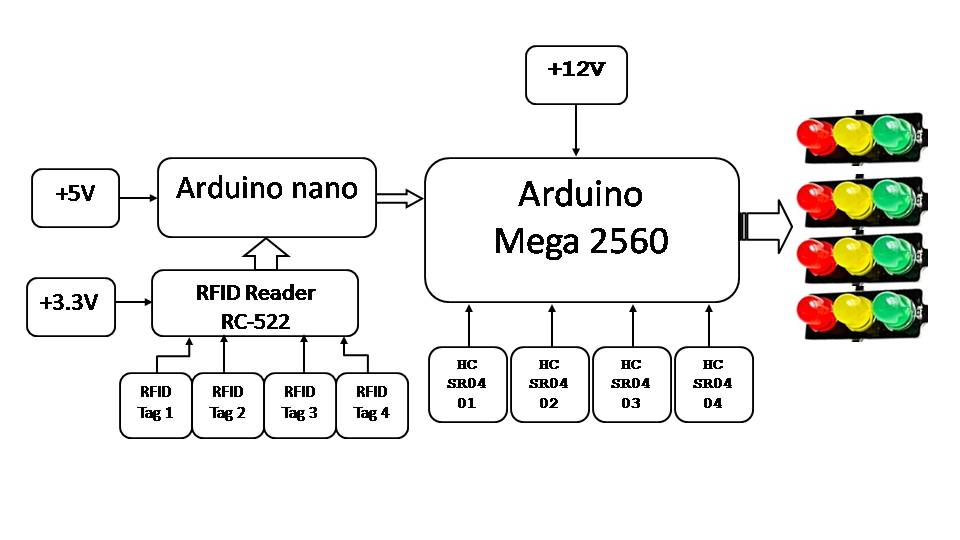 +12V
+5V
Arduino nano
Arduino
Mega 2560
+3.3V
RFID Reader
RC-522
RFID
Tag 1
RFID
Tag 2
RFID
Tag 3
RFID
Tag 4
HC
SR04
01
HC
SR04
02
HC
SR04
03
HC
SR04
04